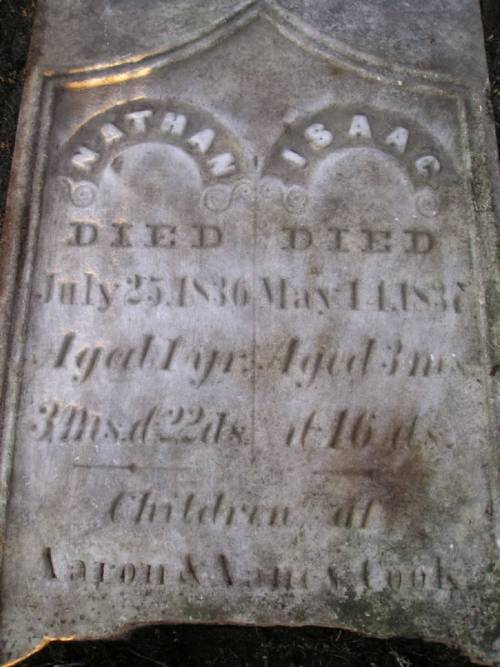 NATHAN ISAAC
DIED DIED
July 25, 1836 May 14, 1837
Aged 1 yr. Aged 3 ms.
3 ms. & 22 ds. & 16 ds.
Children of
Aaron & Nancy Cook